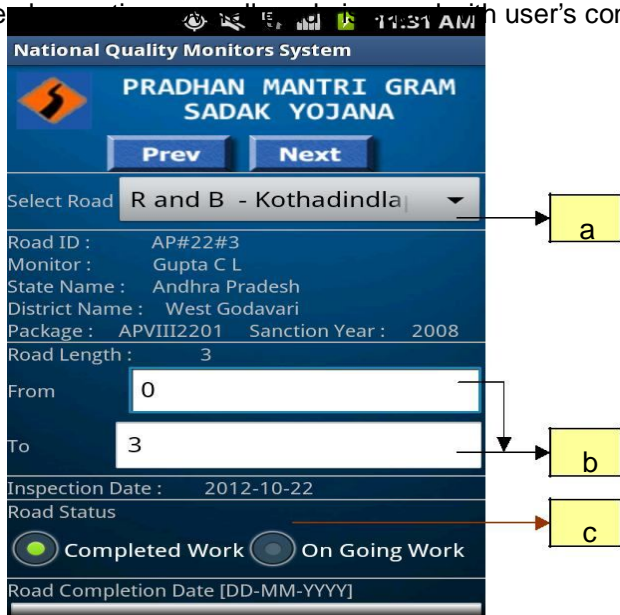 h user's con
11:31 AM
National Quality Monitors System
PRADHAN MANTRI GRAM
SADAK YOJANA
Prev Next
Select Road R and B - Kothadindla
a
Road ID : AP#22#3
Monitor : Gupta C L
State Name : Andhra Pradesh
District Name : West Godavari
Package : APVIII2201 Sanction Year : 2008
Road Length : 3
From 0
To 3
b
Inspection Date : 2012-10-22
Road Status
c
Completed Work On Going Work
Road Completion Date [DD-MM-YYYY]